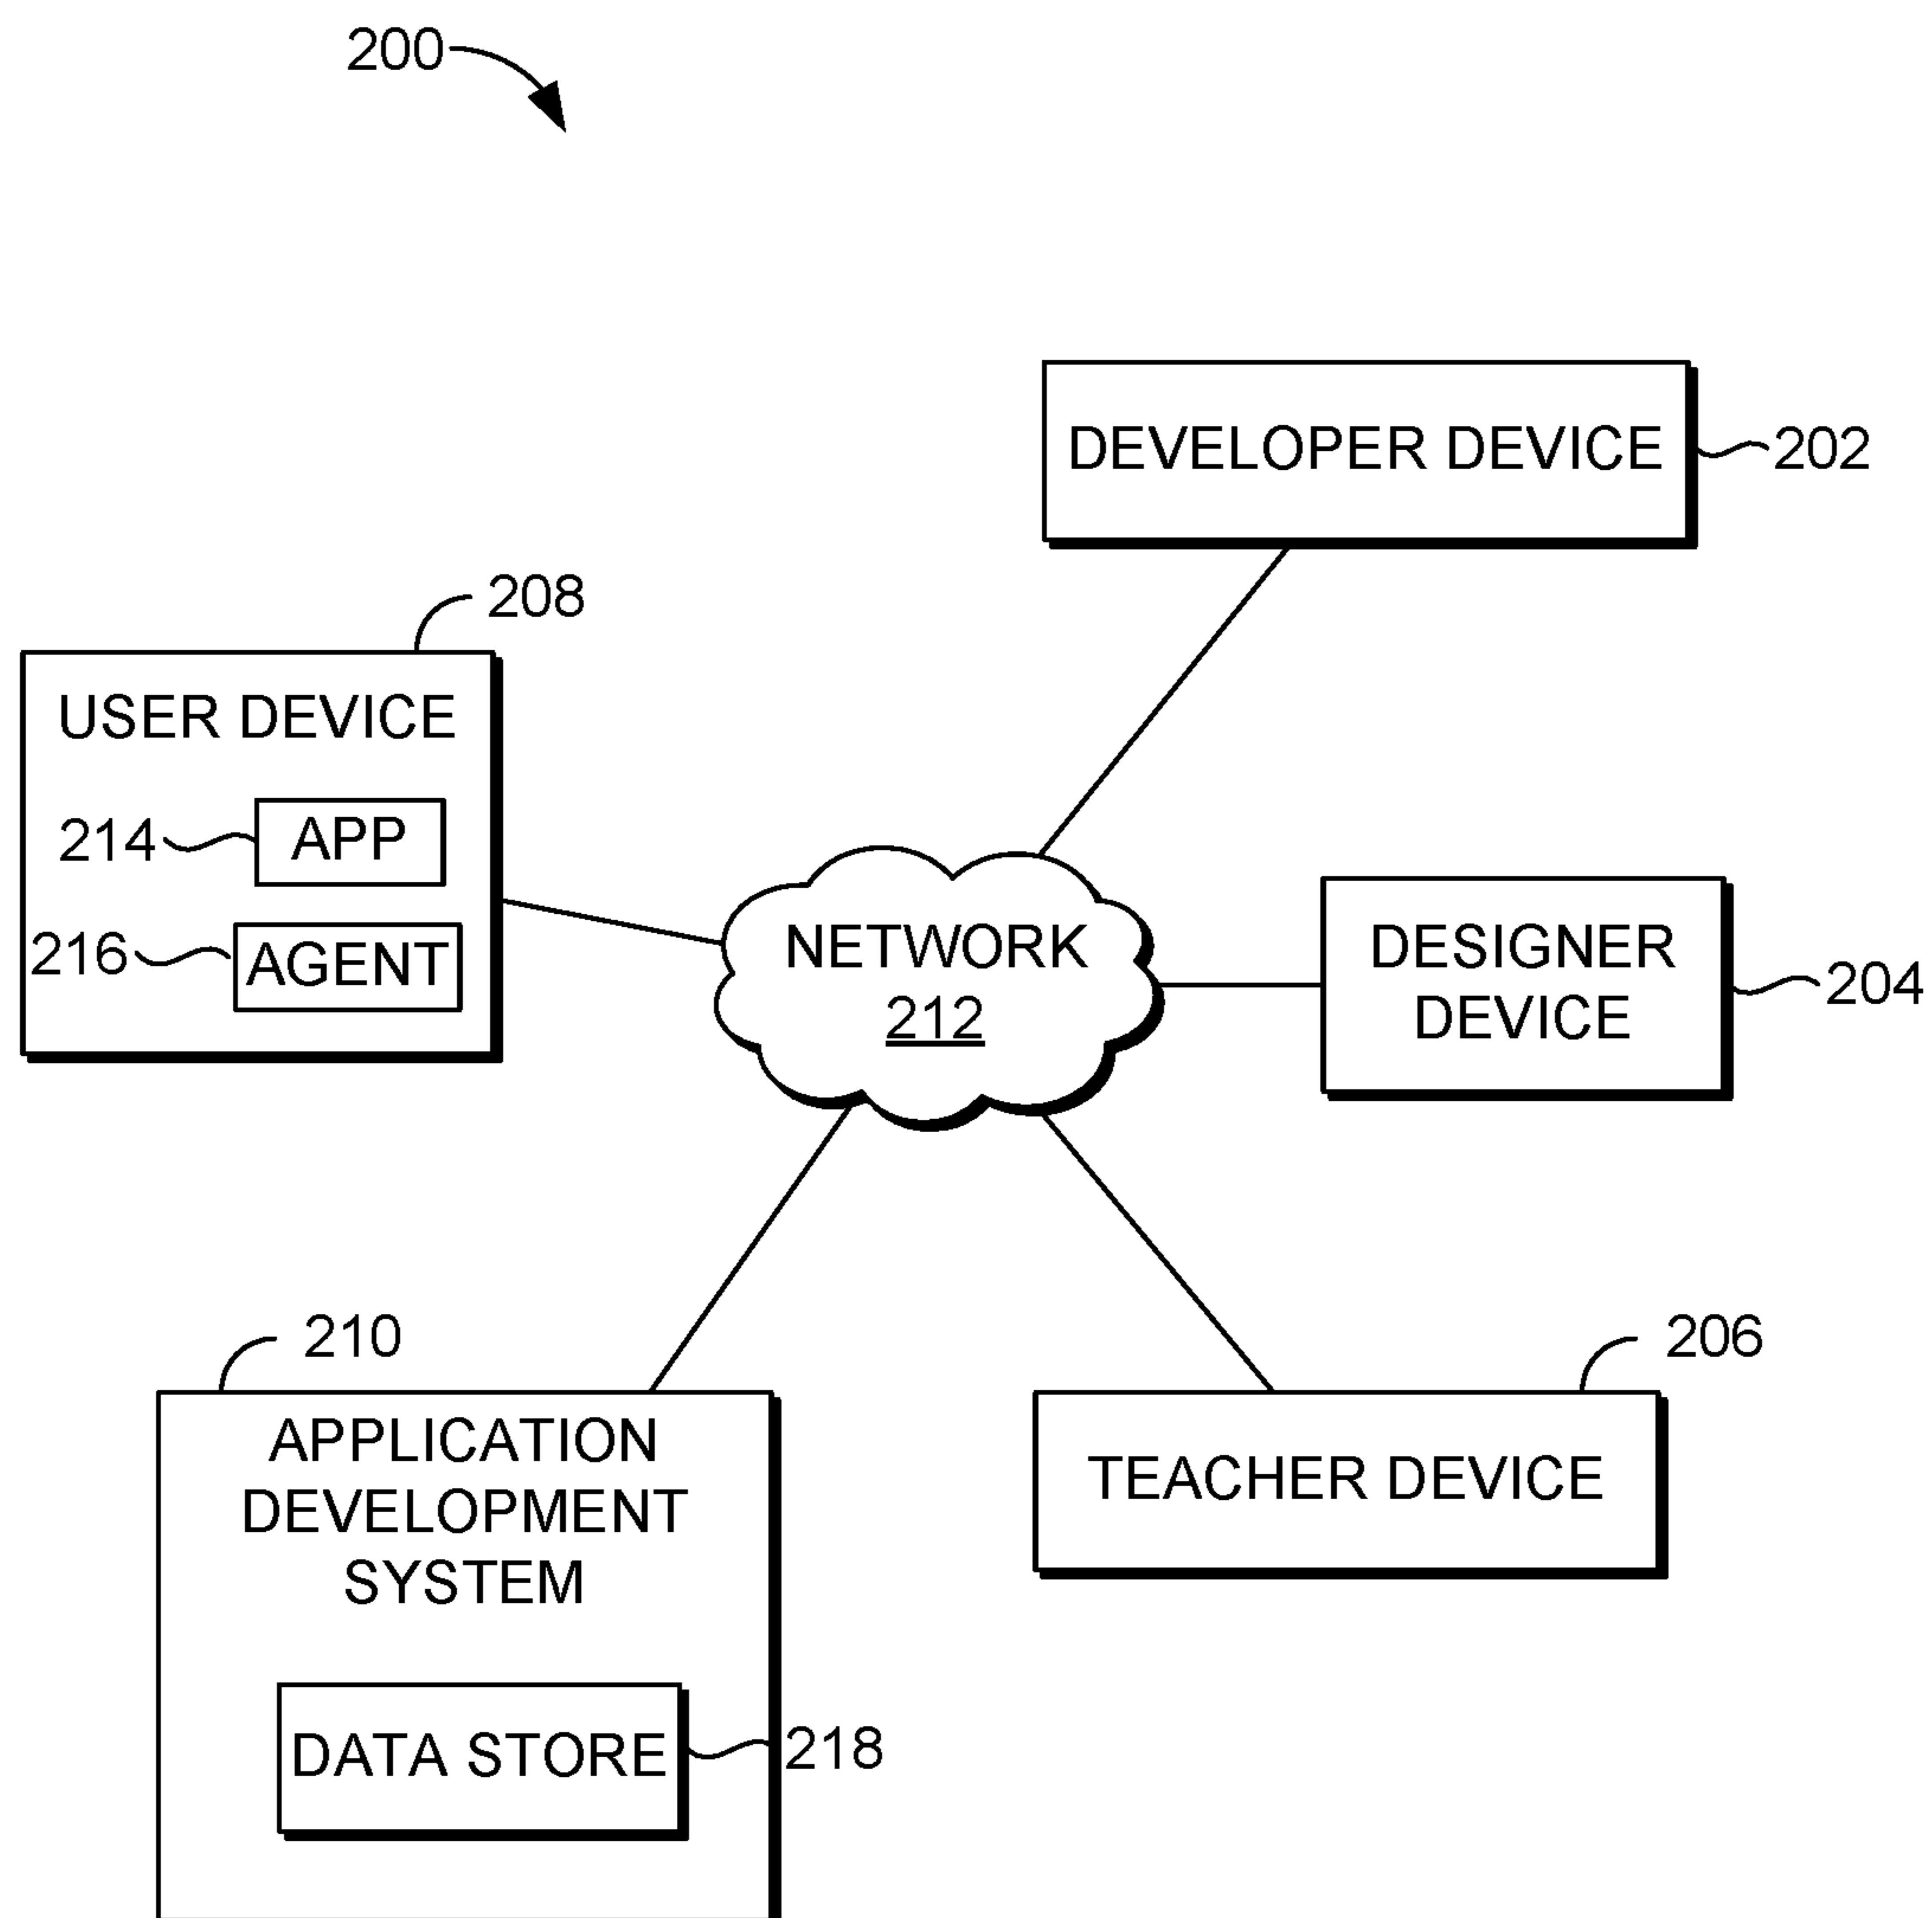 200
DEVELOPER DEVICE
202
208
USER DEVICE
214
APP
216
AGENT
NETWORK
212
DESIGNER
DEVICE
204
210
APPLICATION
DEVELOPMENT
SYSTEM
DATA STORE
218
206
TEACHER DEVICE